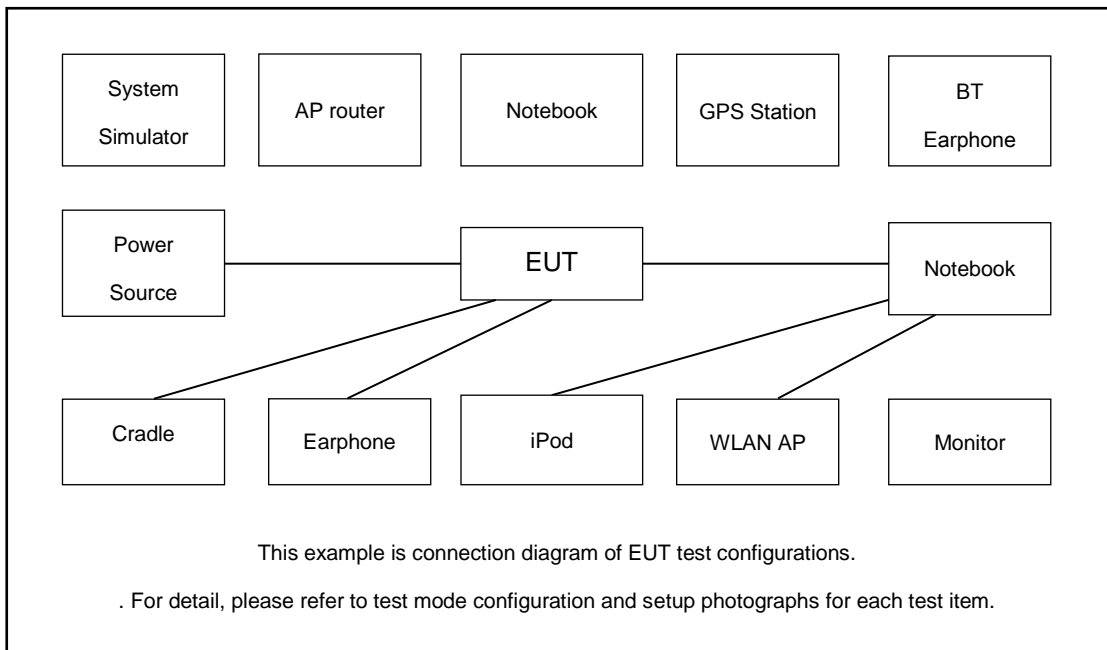 System
Simulator
AP router
Notebook
GPS Station
BT
Earphone
Power
Source
EUT
Notebook
Cradle
Earphone
iPod
WLAN AP
Monitor
This example is connection diagram of EUT test configurations.
. For detail, please refer to test mode configuration and setup photographs for each test item.